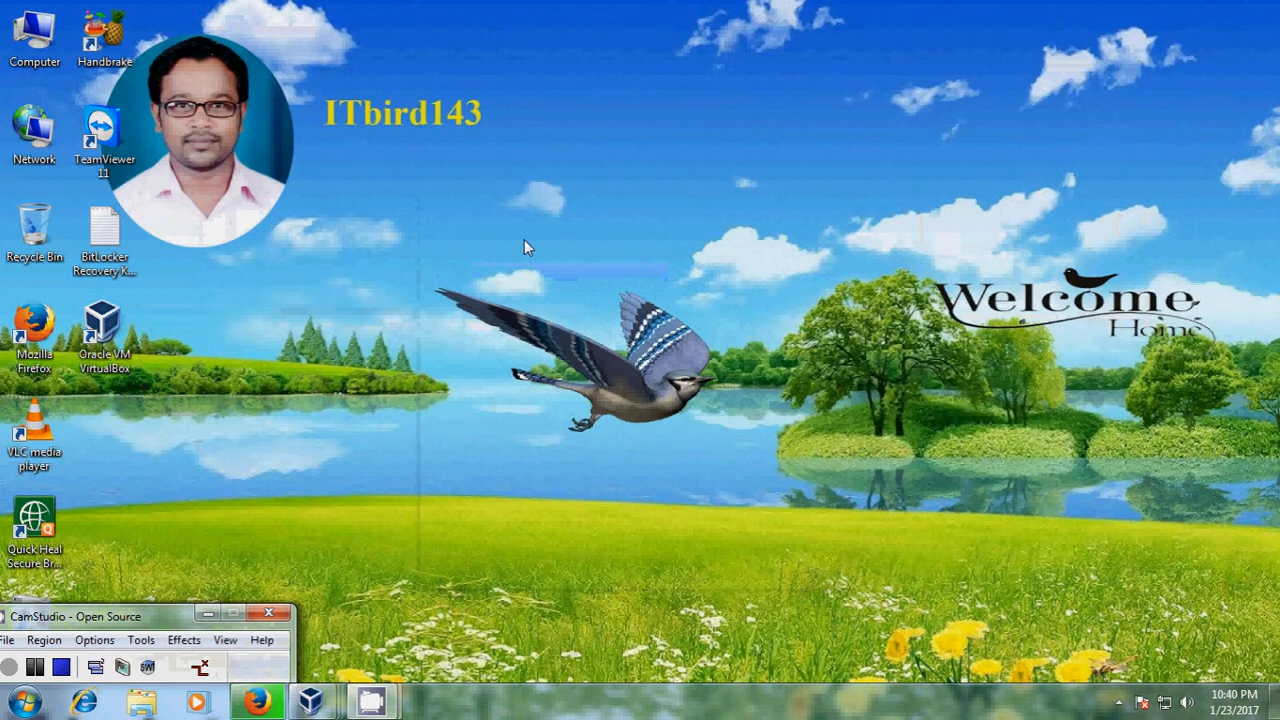 Computer
Handbrake
ITbird143
Network
TeamViewer
11
Recycle Bin
BitLocker
Recovery K...
Welcome
Home
Mozilla
Firefox
Oracle VM
VirtualBox
VLC media
player
Quick Heal
Secure Br...
CamStudio - Open Source
File Region Options Tools Effects View Help
SWF
10:40 PM
1/23/2017